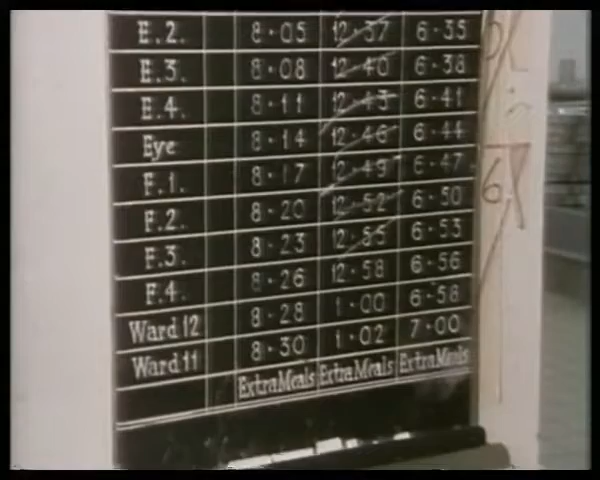 E.2. 8·05 12·37 6·35
E.3. 8·08 12·40 6·38
E.4. 8·11 12·43 6·41
Eye 8·14 12·46 6·44
F.1. 8·17 12·49 6·47
F.2. 8·20 12·52 6·50
F.3. 8·23 12·55 6·53
F.4. 8·26 12·58 6·56
Ward 12 8·28 1·00 6·58
Ward 11 8·30 1·02 7·00
Extra Meals Extra Meals Extra Meals